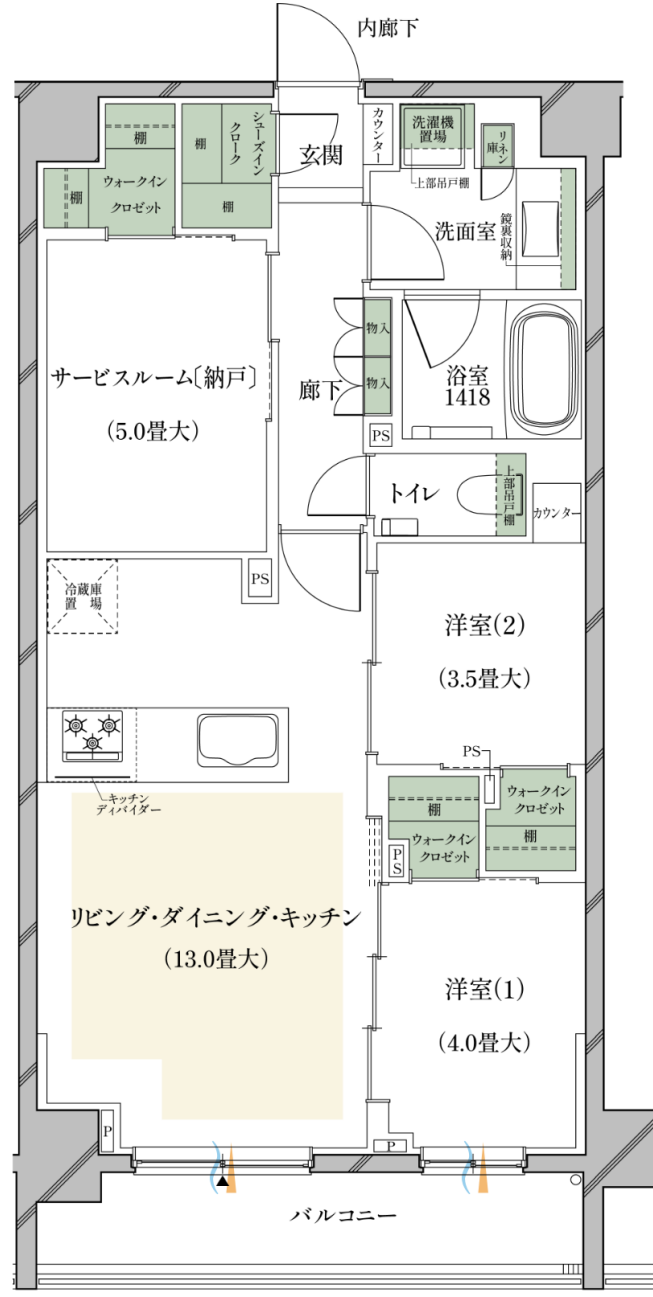 内廊下
棚
ウォークイン
クロゼット
棚
棚
シューズイン
クローク
棚
玄関
カウンター
洗濯機
置場
上部吊戸棚
リネン
庫
洗面室
鏡裏収納
サービスルーム〔納戸〕
(5.0畳大)
廊下
物入
物入
PS
浴室
1418
トイレ
上部吊戸棚
カウンター
冷蔵庫
置場
PS
洋室(2)
(3.5畳大)
キッチン
ディバイダー
PS
ウォークイン
クロゼット
棚
棚
ウォークイン
クロゼット
PS
リビング・ダイニング・キッチン
(13.0畳大)
洋室(1)
(4.0畳大)
P
P
バルコニー